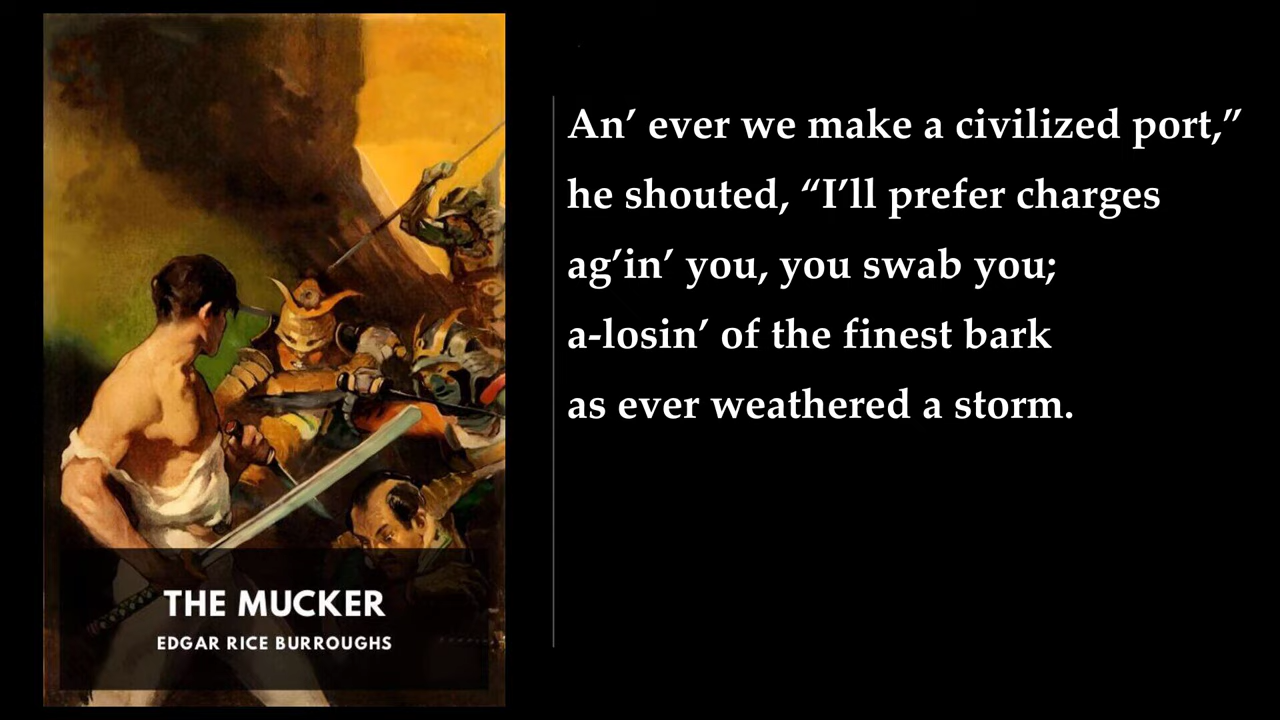 THE MUCKER
EDGAR RICE BURROUGHS
An’ ever we make a civilized port,”
he shouted, “I’ll prefer charges
ag’in’ you, you swab you;
a-losin’ of the finest bark
as ever weathered a storm.